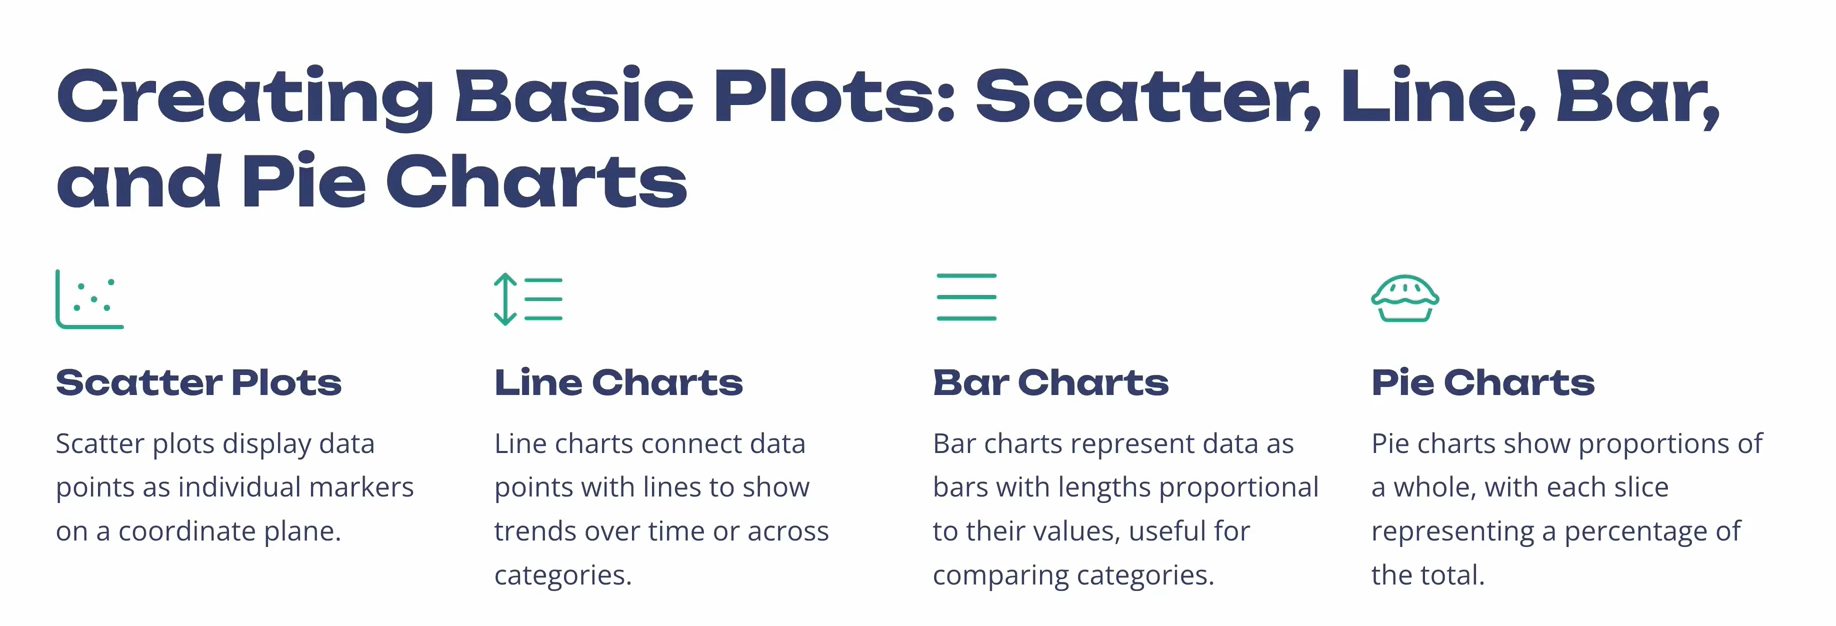 Creating Basic Plots: Scatter, Line, Bar,
and Pie Charts
Scatter Plots
Scatter plots display data
points as individual markers
on a coordinate plane.
Line Charts
Line charts connect data
points with lines to show
trends over time or across
categories.
Bar Charts
Bar charts represent data as
bars with lengths proportional
to their values, useful for
comparing categories.
Pie Charts
Pie charts show proportions of
a whole, with each slice
representing a percentage of
the total.